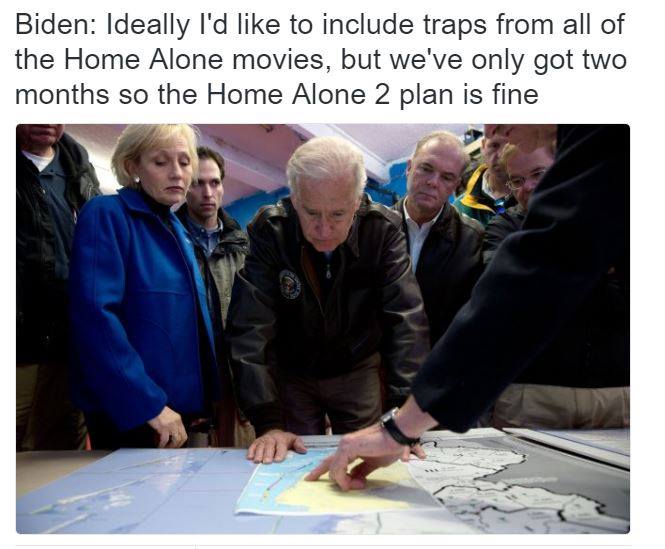 Biden: Ideally I'd like to include traps from all of
the Home Alone movies, but we've only got two
months so the Home Alone 2 plan is fine